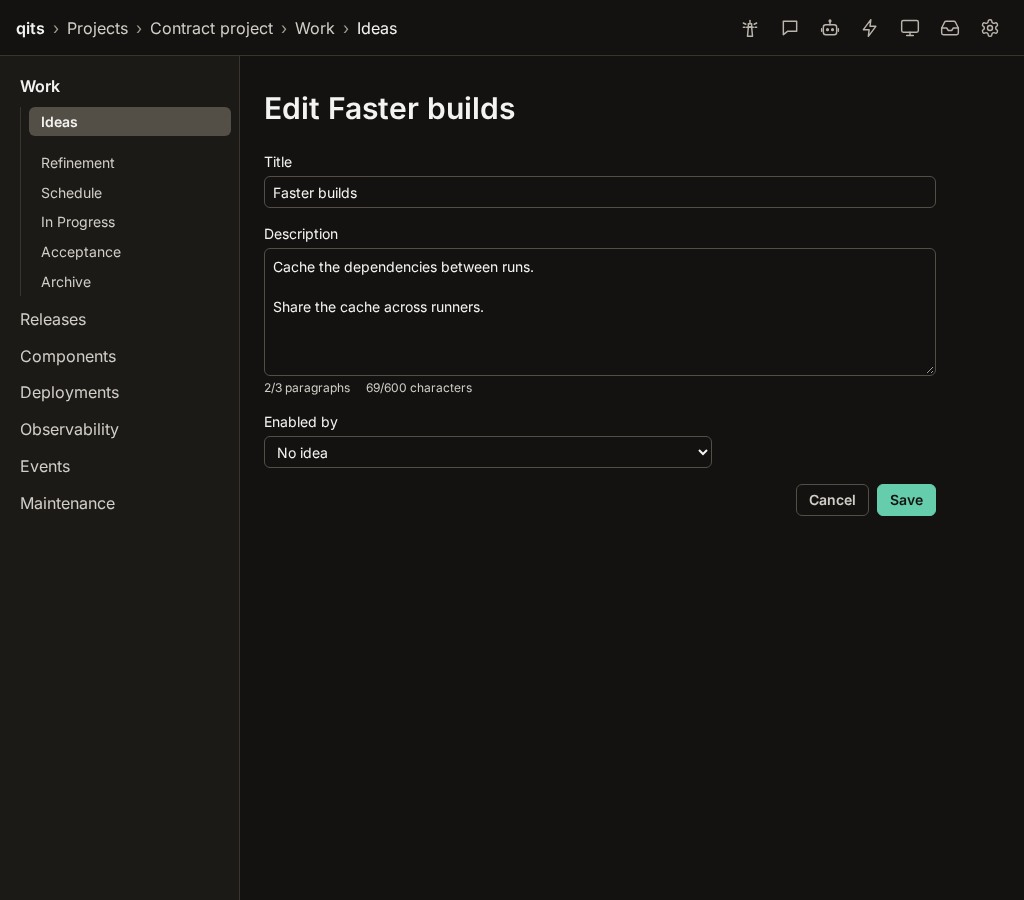 qits › Projects › Contract project › Work › Ideas
Work
Ideas
Refinement
Schedule
In Progress
Acceptance
Archive
Releases
Components
Deployments
Observability
Events
Maintenance
Edit Faster builds
Title
Faster builds
Description
Cache the dependencies between runs.
Share the cache across runners.
2/3 paragraphs 69/600 characters
Enabled by
No idea
Cancel Save